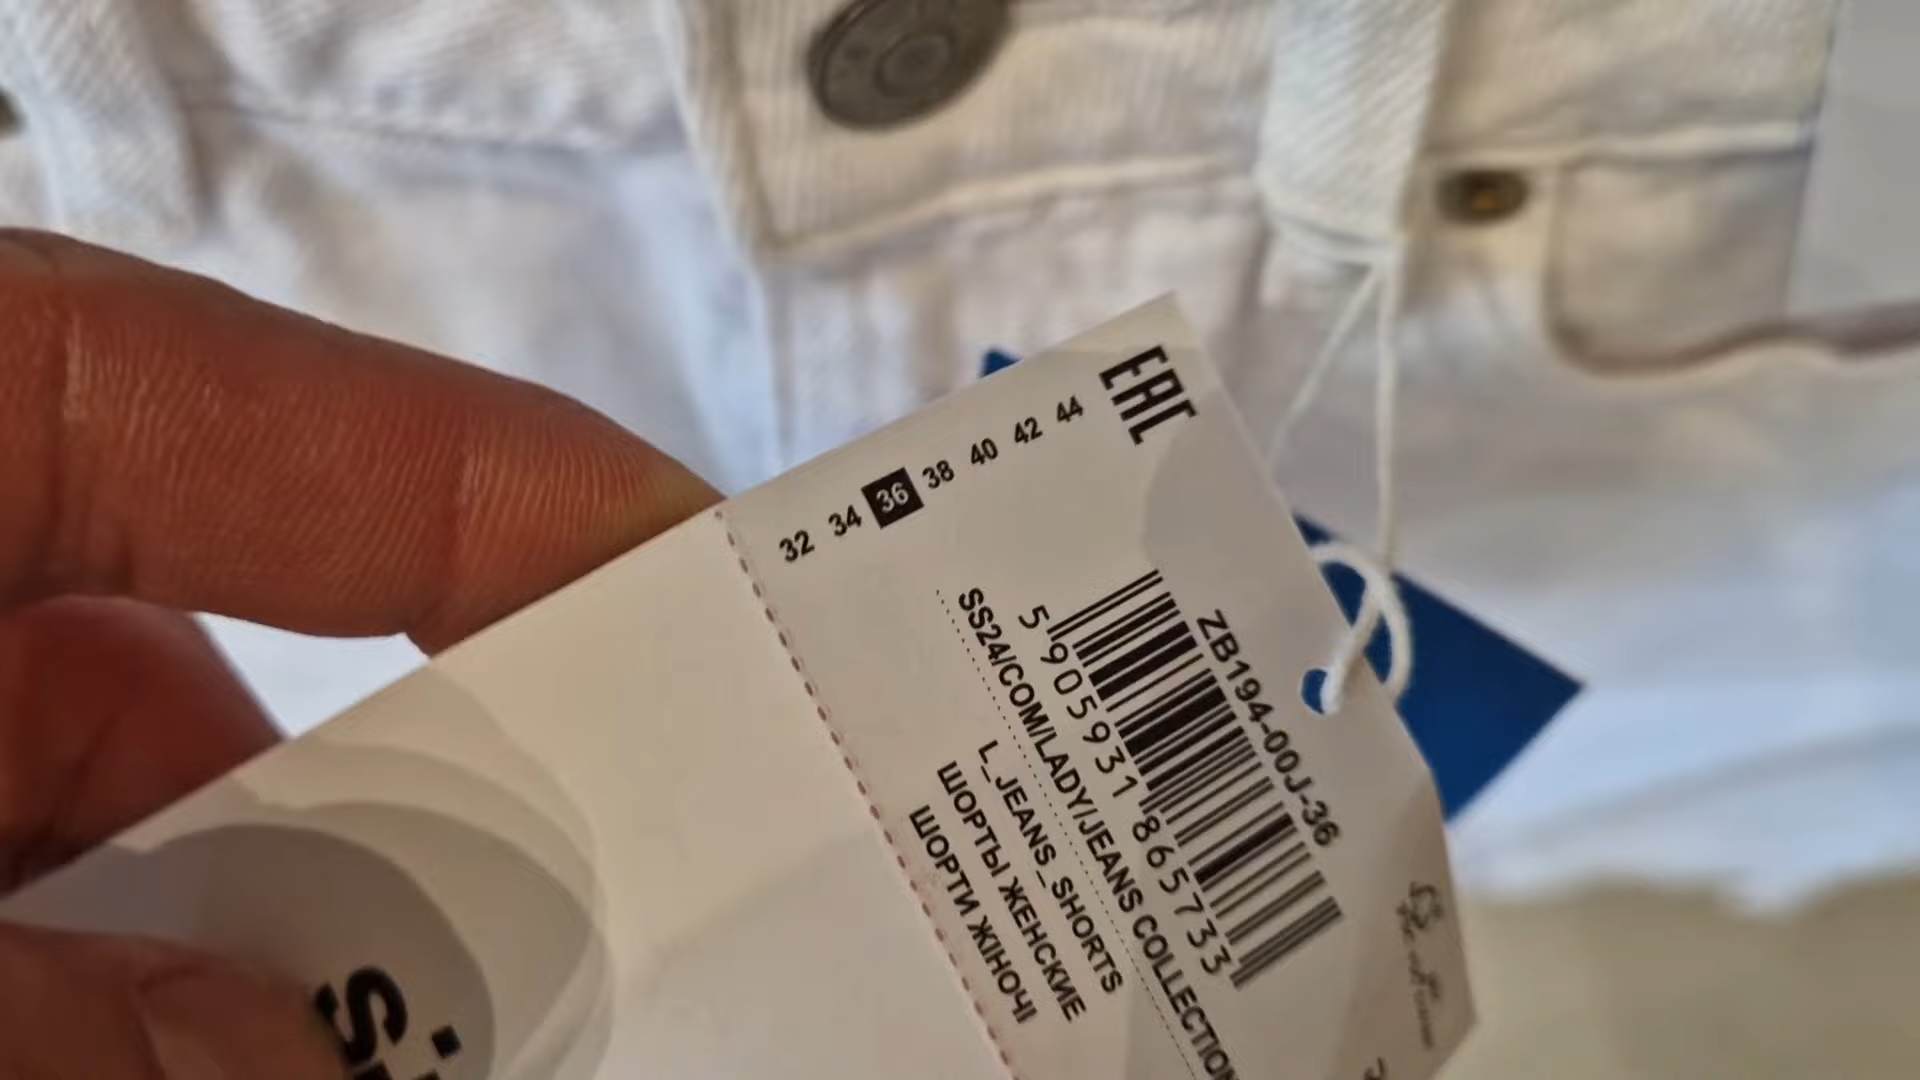 32 34 36 38 40 42 44
EAC
ZB194-00J-36
5 905931 865733
SS24/COM/LADY/JEANS COLLECTION
L_JEANS_SHORTS
ШОРТЫ ЖЕНСКИЕ
ШОРТИ ЖІНОЧІ